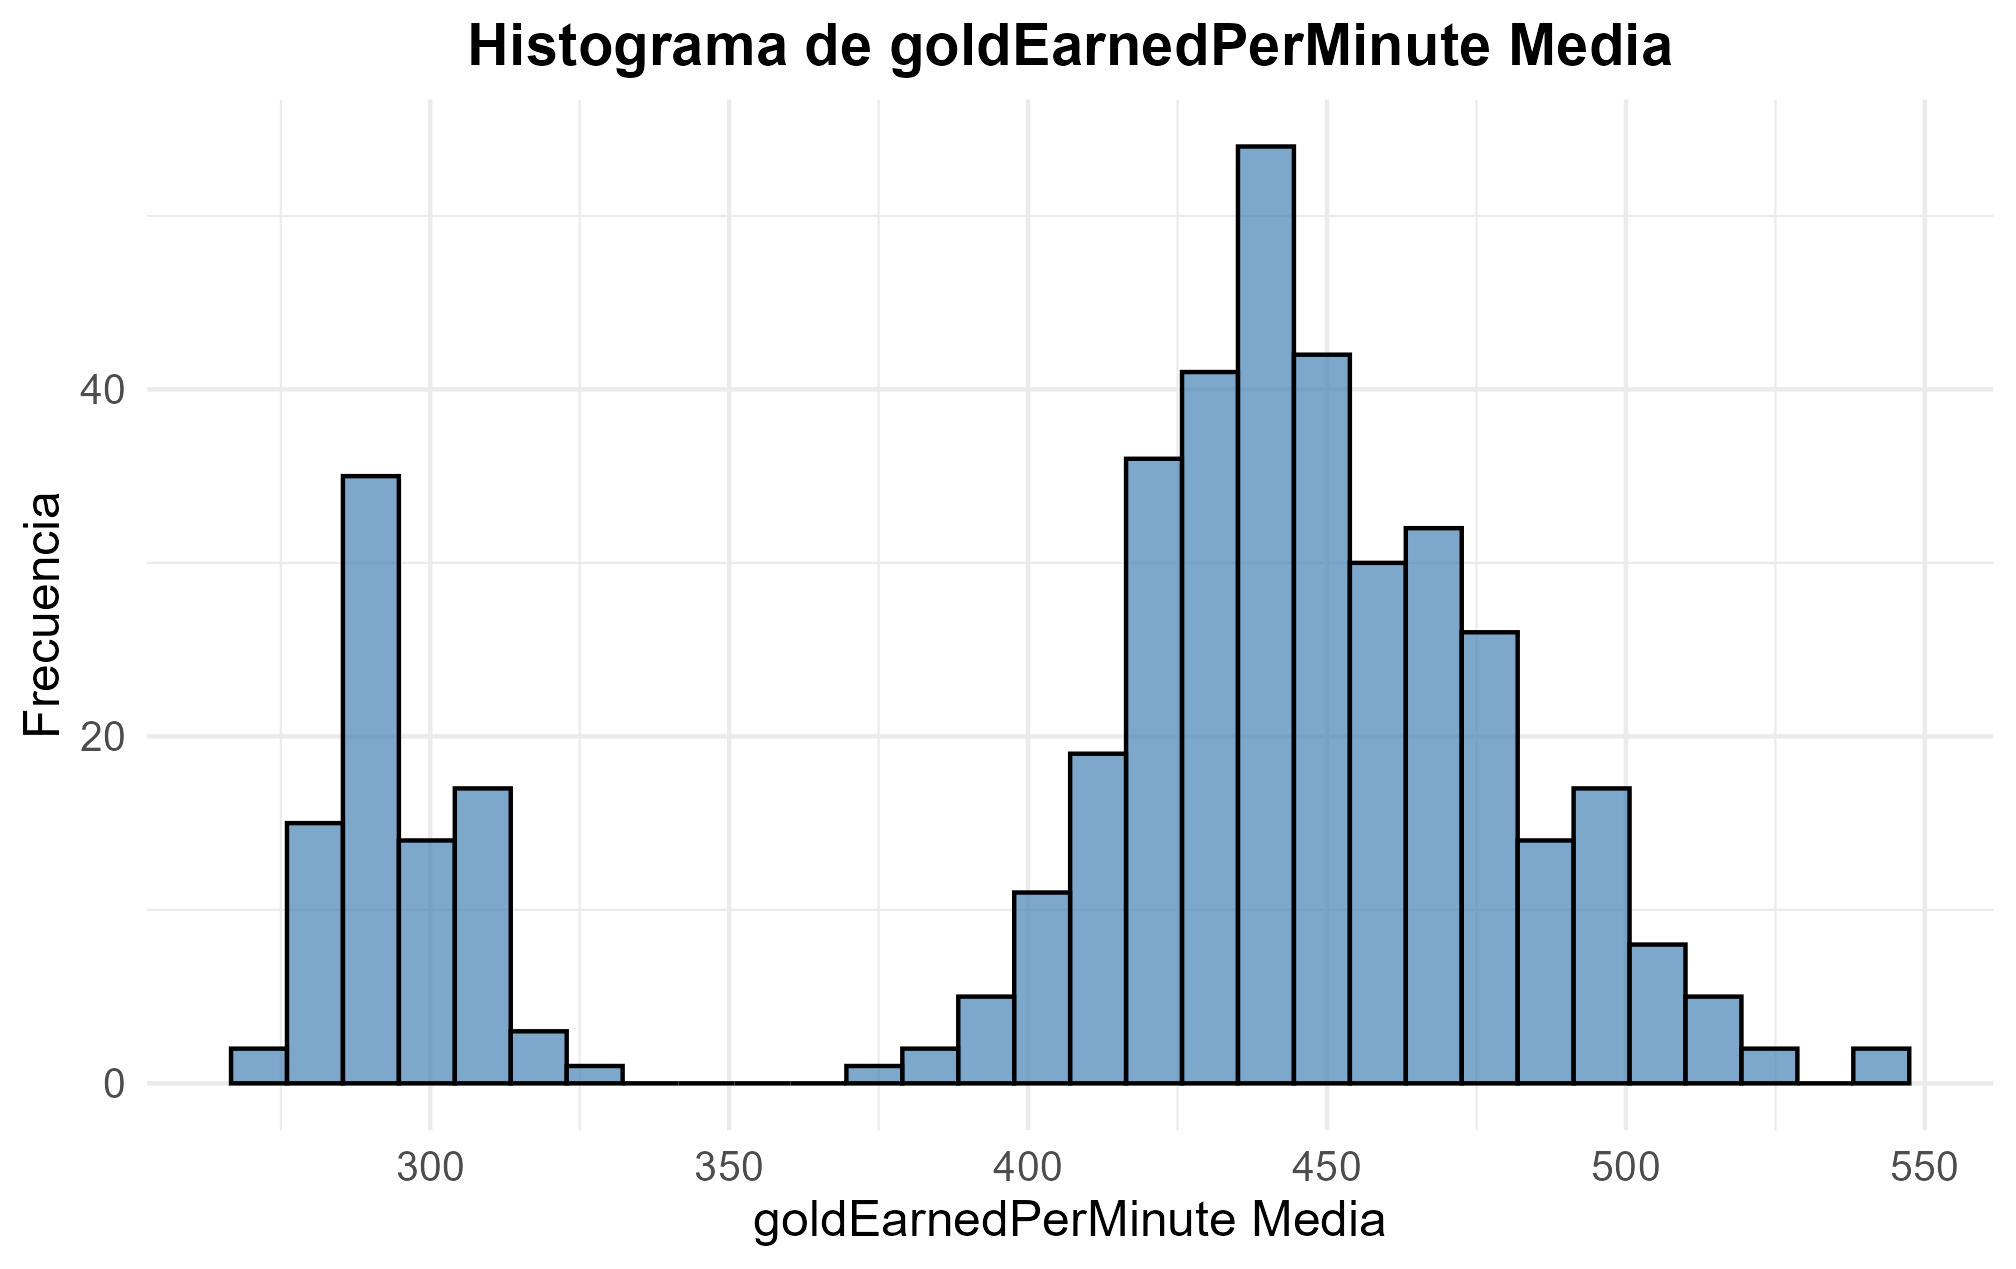 Histograma de goldEarnedPerMinute Media
Frecuencia
40
20
0
300 350 400 450 500 550
goldEarnedPerMinute Media